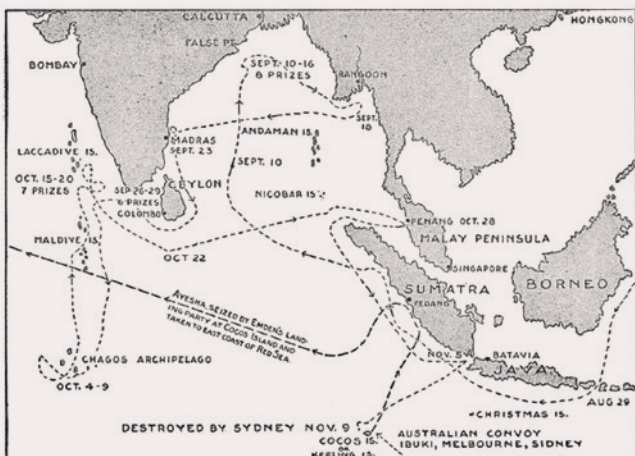 CALCUTTA
HONGKONG
FALSE PT.
BOMBAY
SEPT. 10-16
8 PRIZES
RANGOON
SEPT.
10
ANDAMAN IS.
MADRAS
SEPT. 23
LACCADIVE IS.
SEPT. 10
OCT. 15-20
7 PRIZES
SEP 26-29
6 PRIZES
COLOMBO
CEYLON
NICOBAR IS.
PENANG OCT. 28
MALAY PENINSULA
MALDIVE IS.
OCT 22
SINGAPORE
BORNEO
SUMATRA
PEDANG
AYESHA, SEIZED BY EMDEN'S LAND-
ING PARTY AT COCOS ISLAND AND
TAKEN TO EAST COAST OF RED SEA.
CHAGOS ARCHIPELAGO
OCT. 4-9
NOV. 5
BATAVIA
JAVA
AUG 29
CHRISTMAS IS.
DESTROYED BY SYDNEY NOV. 9
COCOS IS.
OR
KEELING IS.
AUSTRALIAN CONVOY
IBUKI, MELBOURNE, SIDNEY